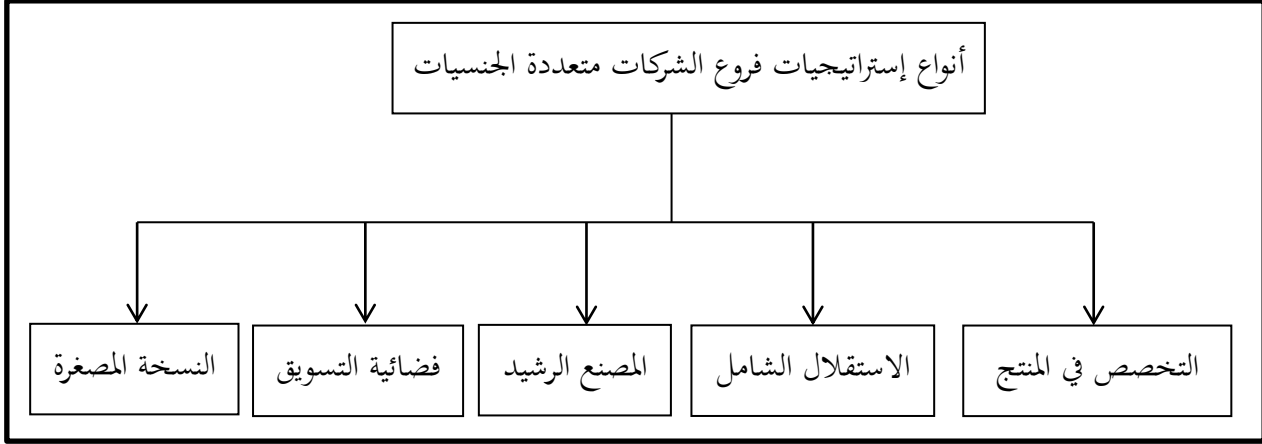 أنواع إستراتيجيات فروع الشركات متعددة الجنسيات
التخصص في المنتج
الاستقلال الشامل
المصنع الرشيد
فضائية التسويق
النسخة المصغرة